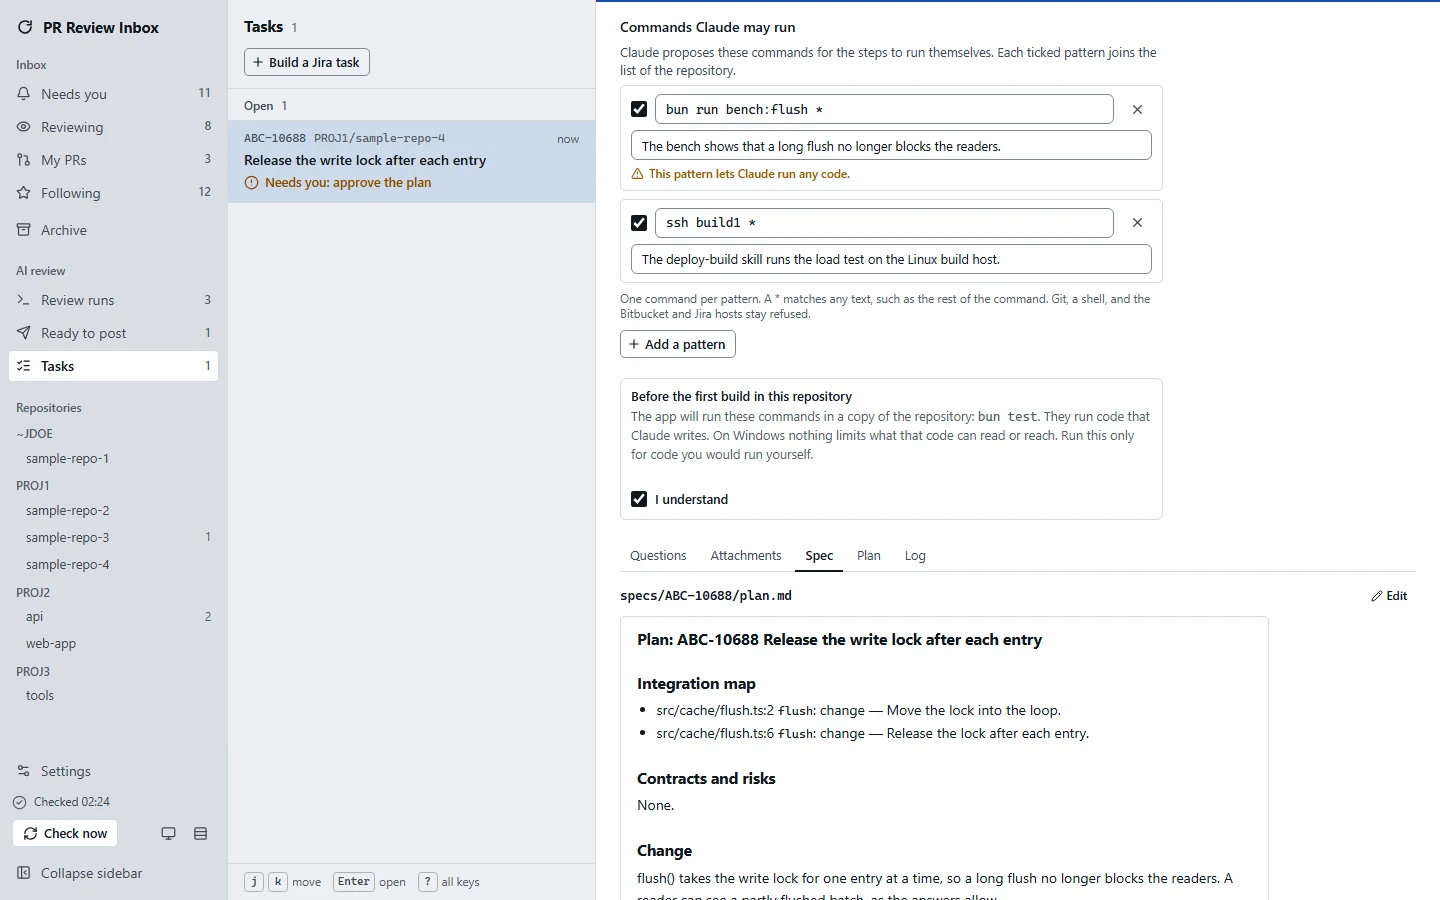 PR Review Inbox
Inbox
Needs you 11
Reviewing 8
My PRs 3
Following 12
Archive
AI review
Review runs 3
Ready to post 1
Tasks 1
Repositories
~JDOE
sample-repo-1
PROJ1
sample-repo-2
sample-repo-3 1
sample-repo-4
PROJ2
api 2
web-app
PROJ3
tools
Settings
Checked 02:24
Check now
Collapse sidebar
Tasks 1
+ Build a Jira task
Open 1
ABC-10688 PROJ1/sample-repo-4 now
Release the write lock after each entry
Needs you: approve the plan
j k move Enter open ? all keys
Commands Claude may run
Claude proposes these commands for the steps to run themselves. Each ticked pattern joins the
list of the repository.
bun run bench:flush *
The bench shows that a long flush no longer blocks the readers.
This pattern lets Claude run any code.
ssh build1 *
The deploy-build skill runs the load test on the Linux build host.
One command per pattern. A * matches any text, such as the rest of the command. Git, a shell, and the
Bitbucket and Jira hosts stay refused.
+ Add a pattern
Before the first build in this repository
The app will run these commands in a copy of the repository: bun test. They run code that
Claude writes. On Windows nothing limits what that code can read or reach. Run this only
for code you would run yourself.
I understand
Questions Attachments Spec Plan Log
specs/ABC-10688/plan.md Edit
Plan: ABC-10688 Release the write lock after each entry
Integration map
• src/cache/flush.ts:2 flush: change — Move the lock into the loop.
• src/cache/flush.ts:6 flush: change — Release the lock after each entry.
Contracts and risks
None.
Change
flush() takes the write lock for one entry at a time, so a long flush no longer blocks the readers. A
reader can see a partly flushed batch, as the answers allow.